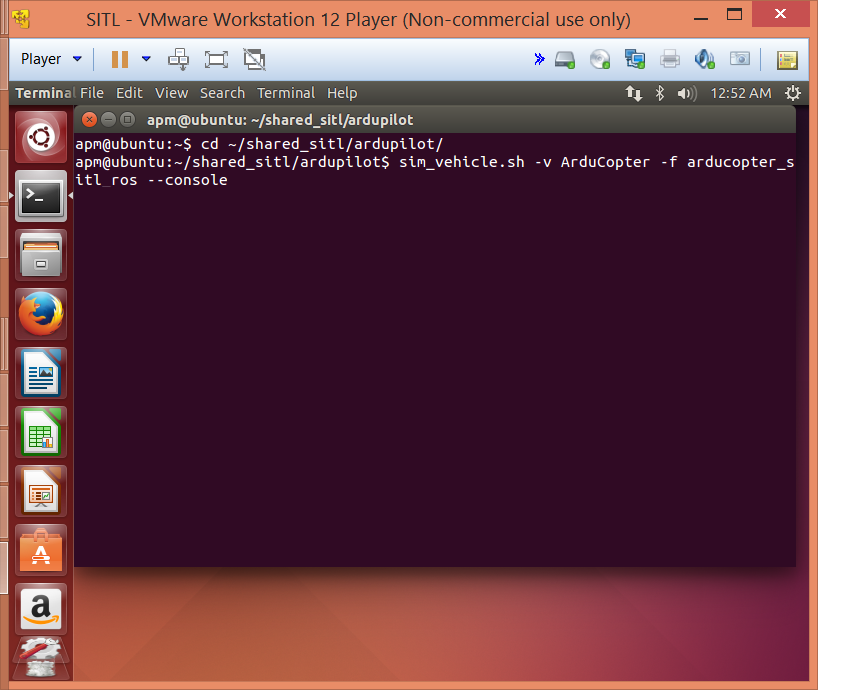 SITL - VMware Workstation 12 Player (Non-commercial use only)
Player
Terminal File Edit View Search Terminal Help 12:52 AM
apm@ubuntu: ~/shared_sitl/ardupilot
apm@ubuntu:~$ cd ~/shared_sitl/ardupilot/
apm@ubuntu:~/shared_sitl/ardupilot$ sim_vehicle.sh -v ArduCopter -f arducopter_s
itl_ros --console